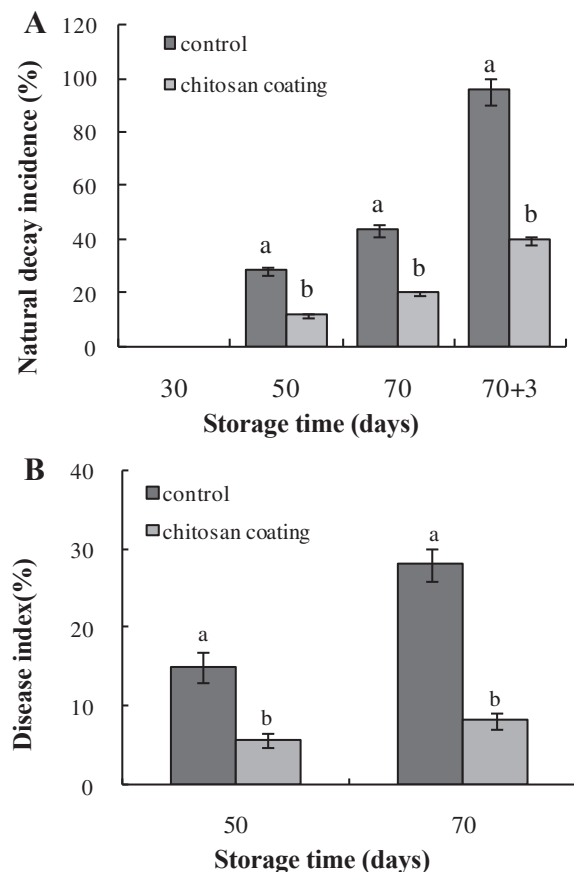 A
Natural decay incidence (%)
120
100
80
60
40
20
0
control
chitosan coating
a
b
a
b
a
b
30 50 70 70+3
Storage time (days)
B
Disease index(%)
40
30
20
10
0
control
chitosan coating
a
b
a
b
50 70
Storage time (days)